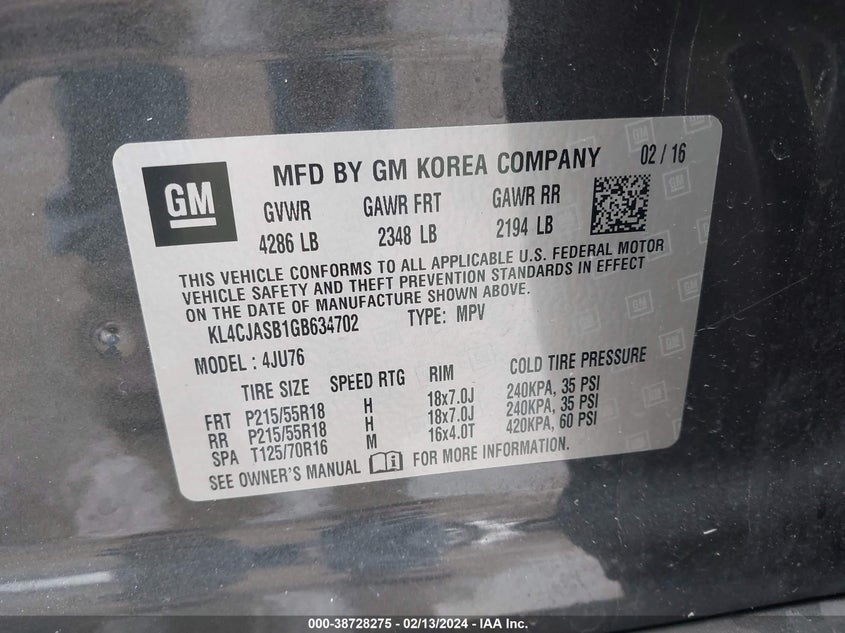 GM
MFD BY GM KOREA COMPANY 02 / 16
GVWR GAWR FRT GAWR RR
4286 LB 2348 LB 2194 LB
THIS VEHICLE CONFORMS TO ALL APPLICABLE U.S. FEDERAL MOTOR
VEHICLE SAFETY AND THEFT PREVENTION STANDARDS IN EFFECT
ON THE DATE OF MANUFACTURE SHOWN ABOVE.
KL4CJASB1GB634702 TYPE: MPV
MODEL : 4JU76
TIRE SIZE SPEED RTG RIM COLD TIRE PRESSURE
FRT P215/55R18 H 18x7.0J 240KPA, 35 PSI
RR P215/55R18 H 18x7.0J 240KPA, 35 PSI
SPA T125/70R16 M 16x4.0T 420KPA, 60 PSI
SEE OWNER'S MANUAL FOR MORE INFORMATION.
000-38728275 - 02/13/2024 - IAA Inc.